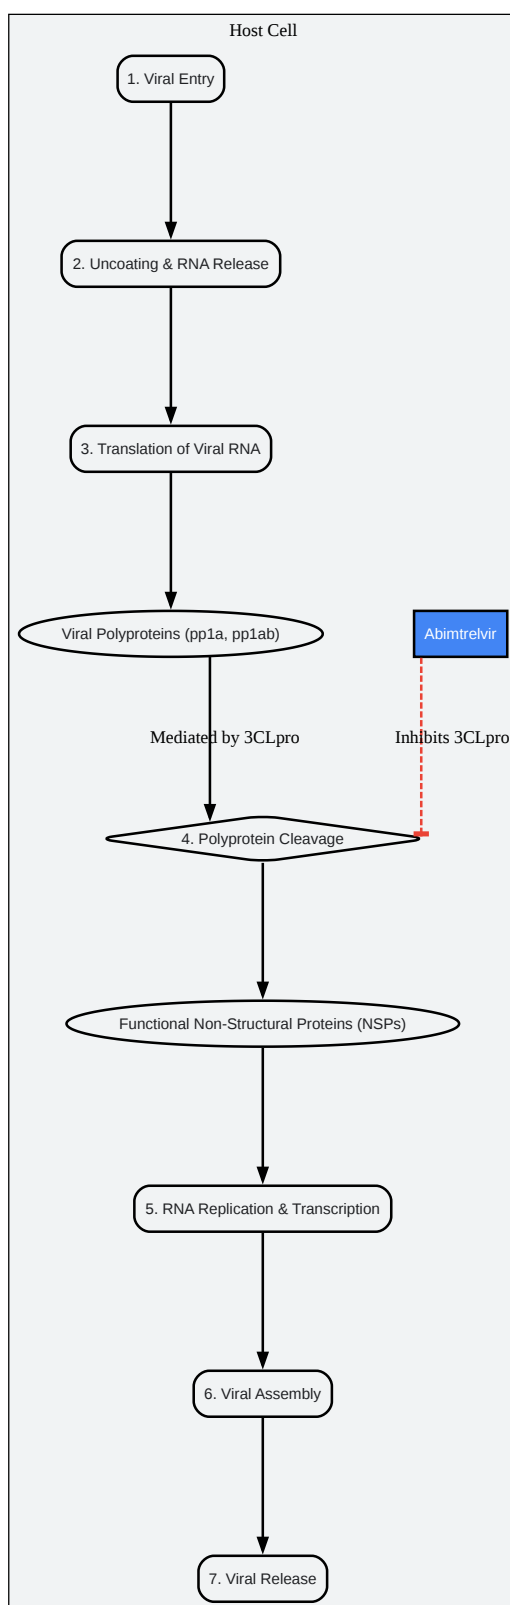 Host Cell
1. Viral Entry
2. Uncoating & RNA Release
3. Translation of Viral RNA
Viral Polyproteins (pp1a, pp1ab)
Abimtrelvir
Mediated by 3CLpro
Inhibits 3CLpro
4. Polyprotein Cleavage
Functional Non-Structural Proteins (NSPs)
5. RNA Replication & Transcription
6. Viral Assembly
7. Viral Release